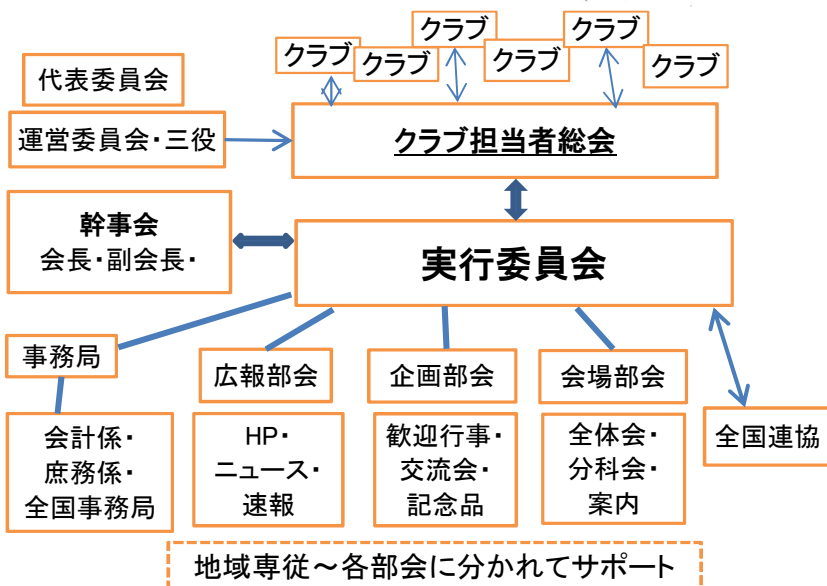 クラブ
クラブ
クラブ
クラブ
クラブ
クラブ
代表委員会
運営委員会・三役
クラブ担当者総会
幹事会
会長・副会長・
実行委員会
事務局
広報部会
企画部会
会場部会
全国連協
会計係・
庶務係・
全国事務局
HP・
ニュース・
速報
歓迎行事・
交流会・
記念品
全体会・
分科会・
案内
地域専従～各部会に分かれてサポート